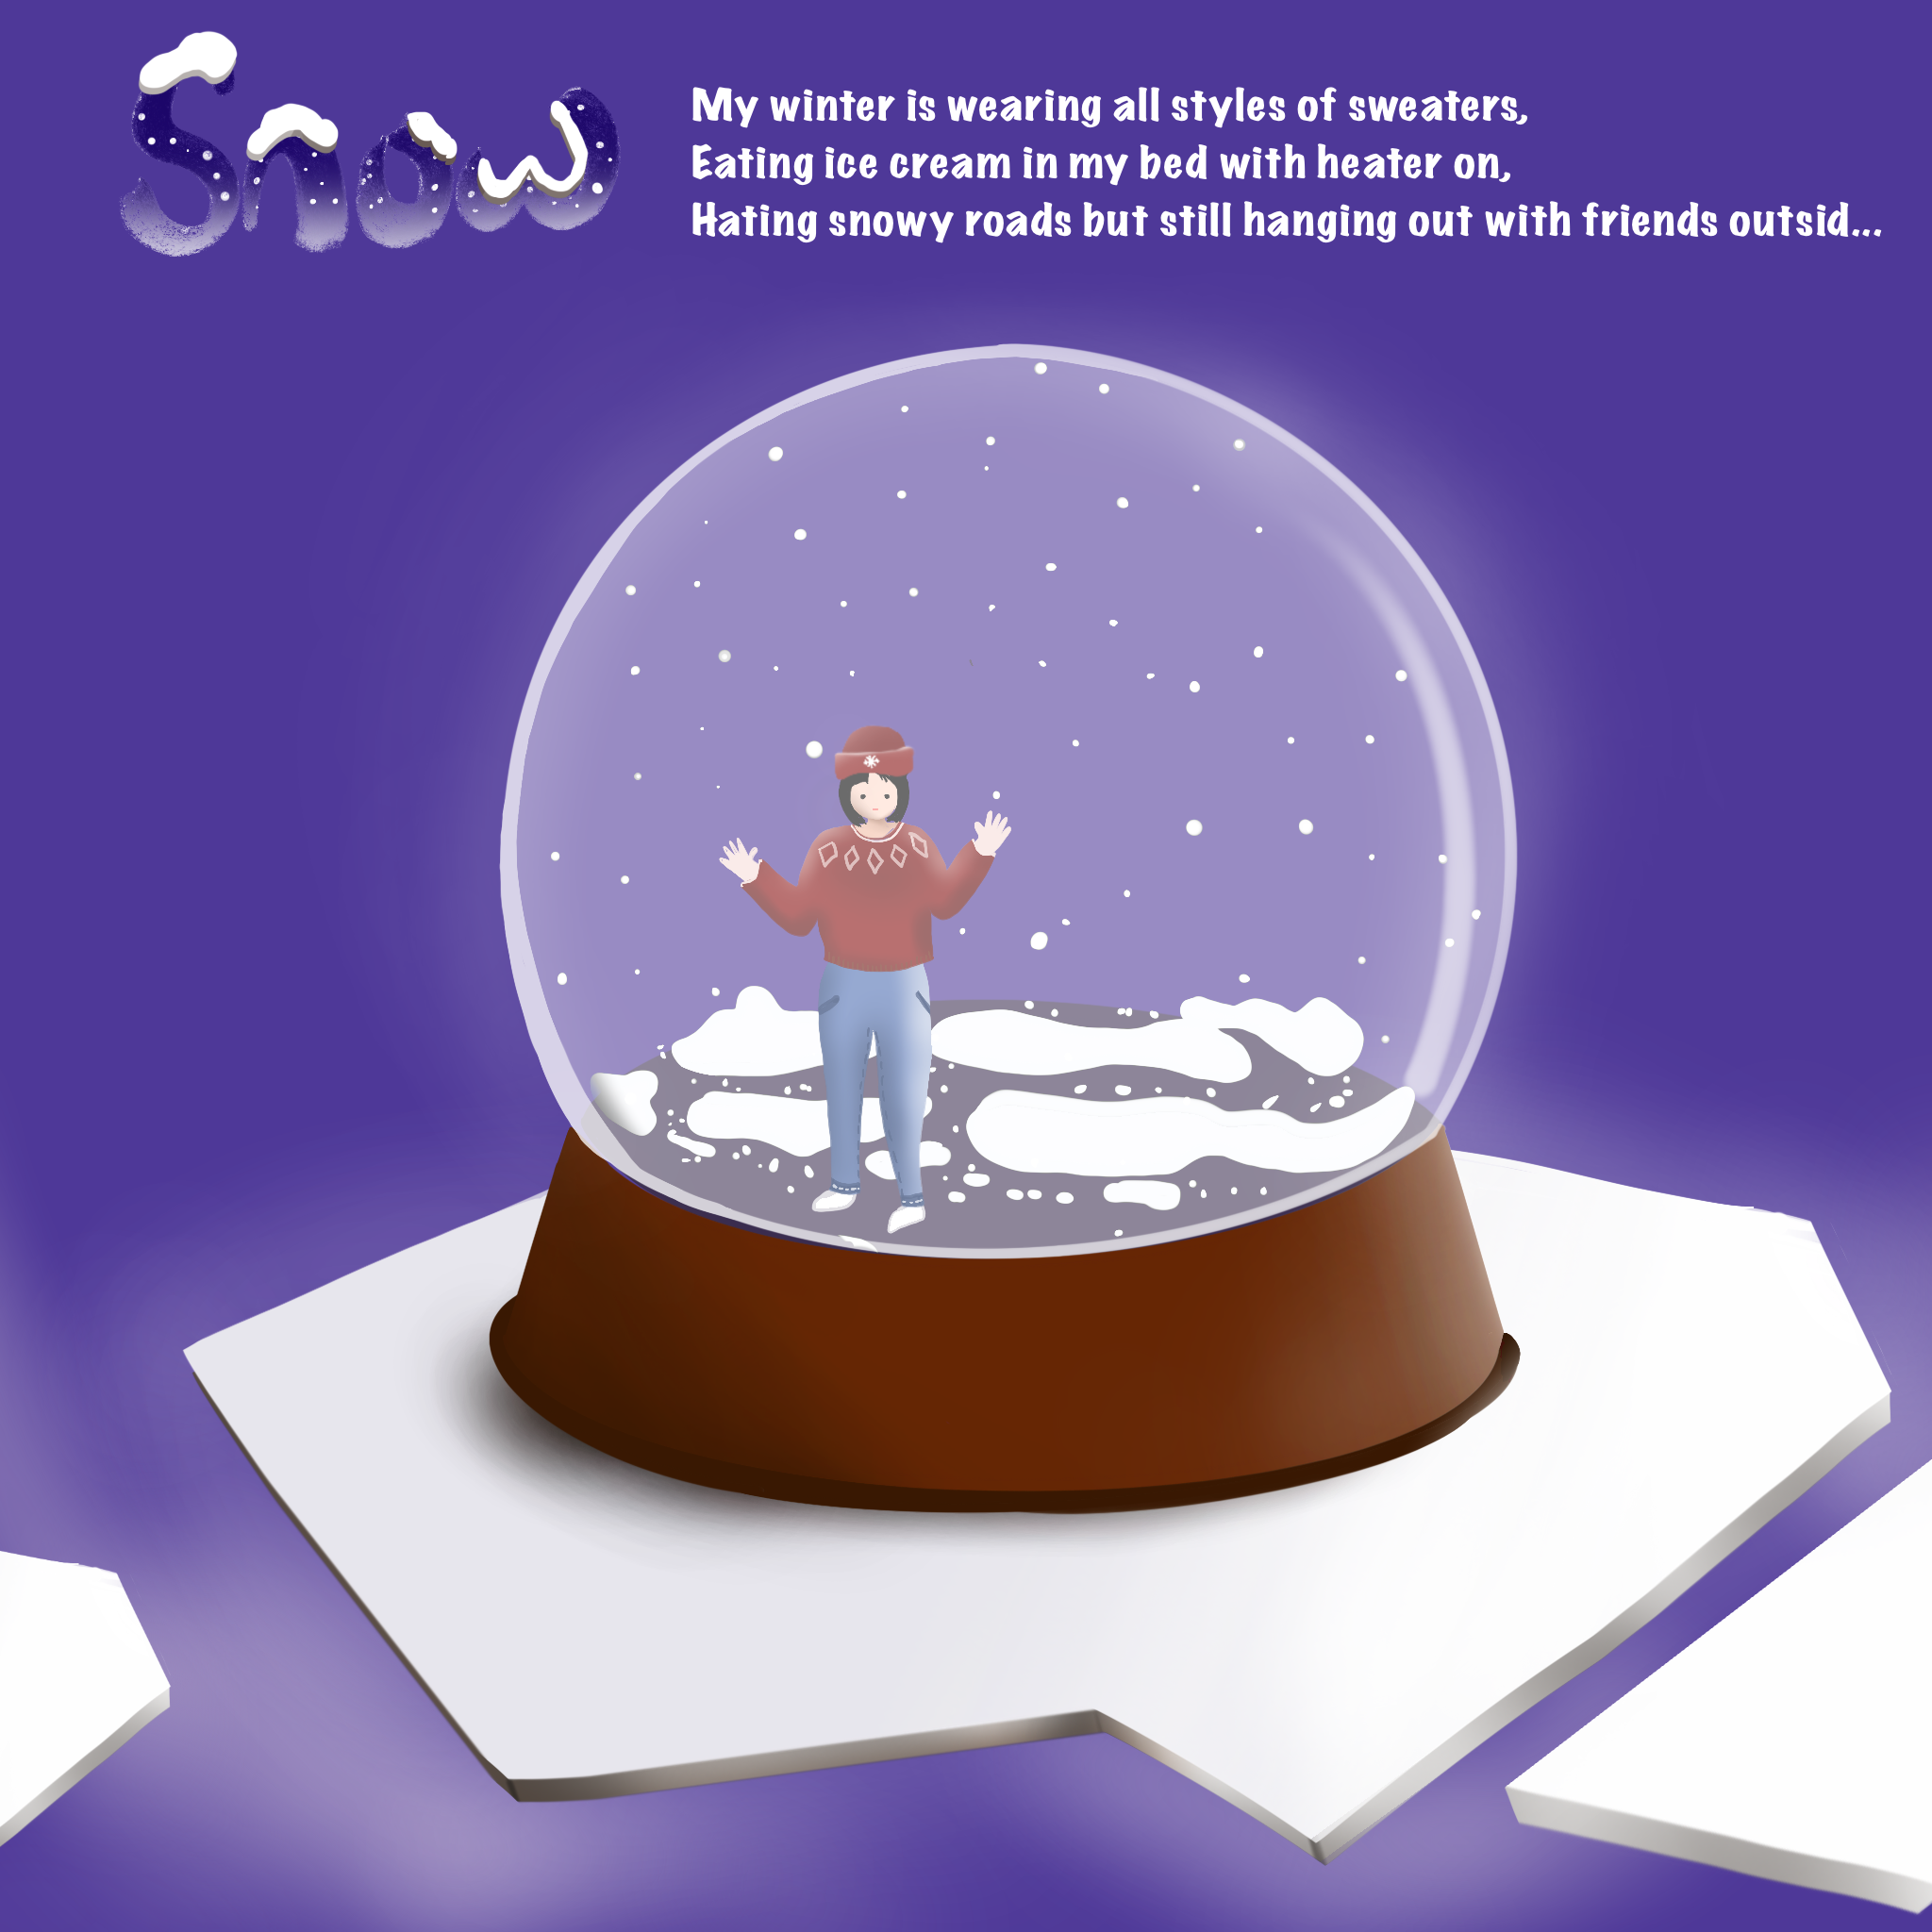 Snow
My winter is wearing all styles of sweaters,
Eating ice cream in my bed with heater on,
Hating snowy roads but still hanging out with friends outsid...